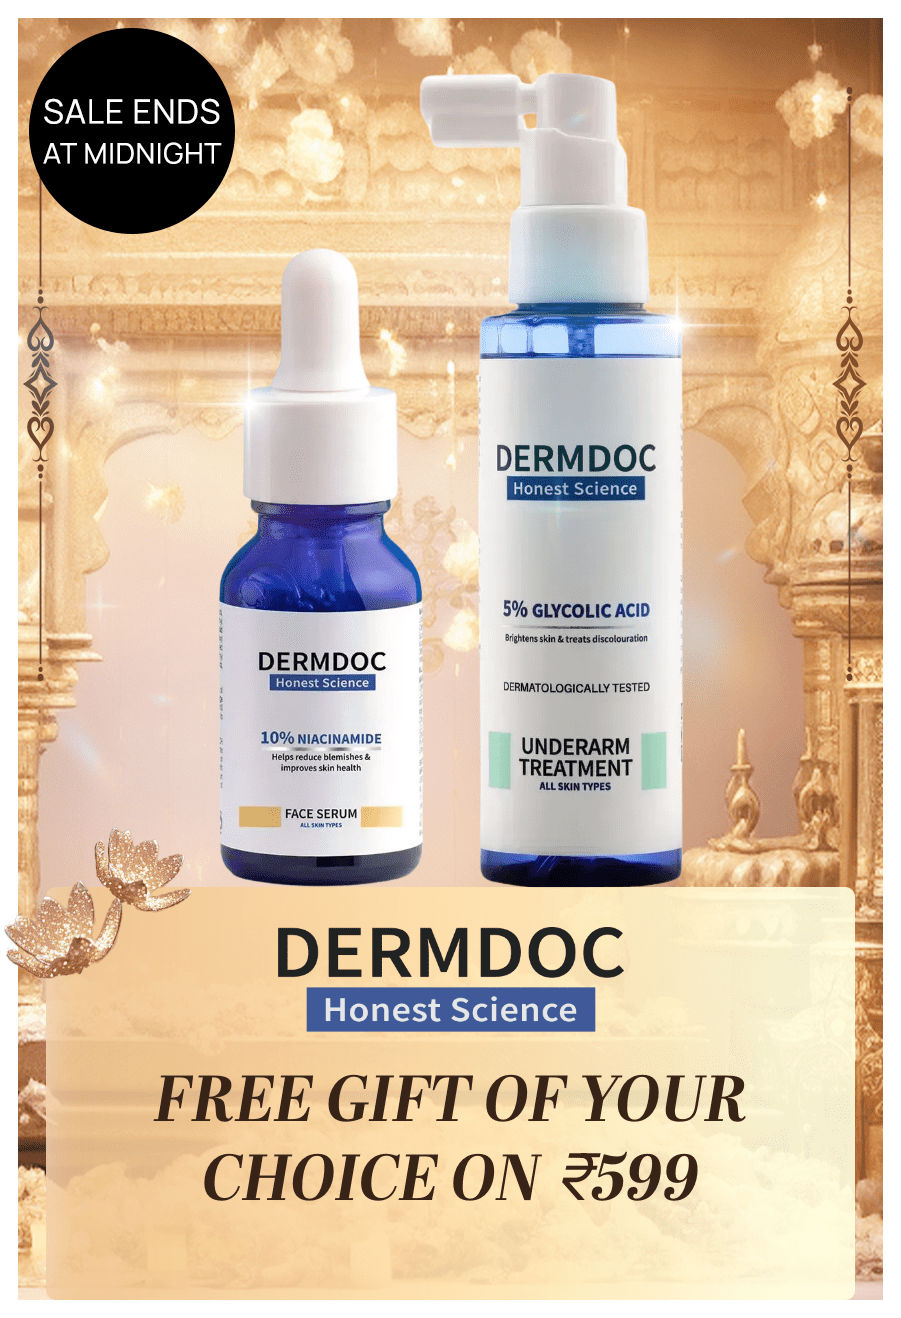 SALE ENDS
AT MIDNIGHT
DERMDOC
Honest Science
5% GLYCOLIC ACID
Brightens skin & treats discolouration
DERMATOLOGICALLY TESTED
UNDERARM
TREATMENT
ALL SKIN TYPES
DERMDOC
Honest Science
10% NIACINAMIDE
Helps reduce blemishes &
improves skin health
FACE SERUM
ALL SKIN TYPES
DERMDOC
Honest Science
FREE GIFT OF YOUR
CHOICE ON ₹599